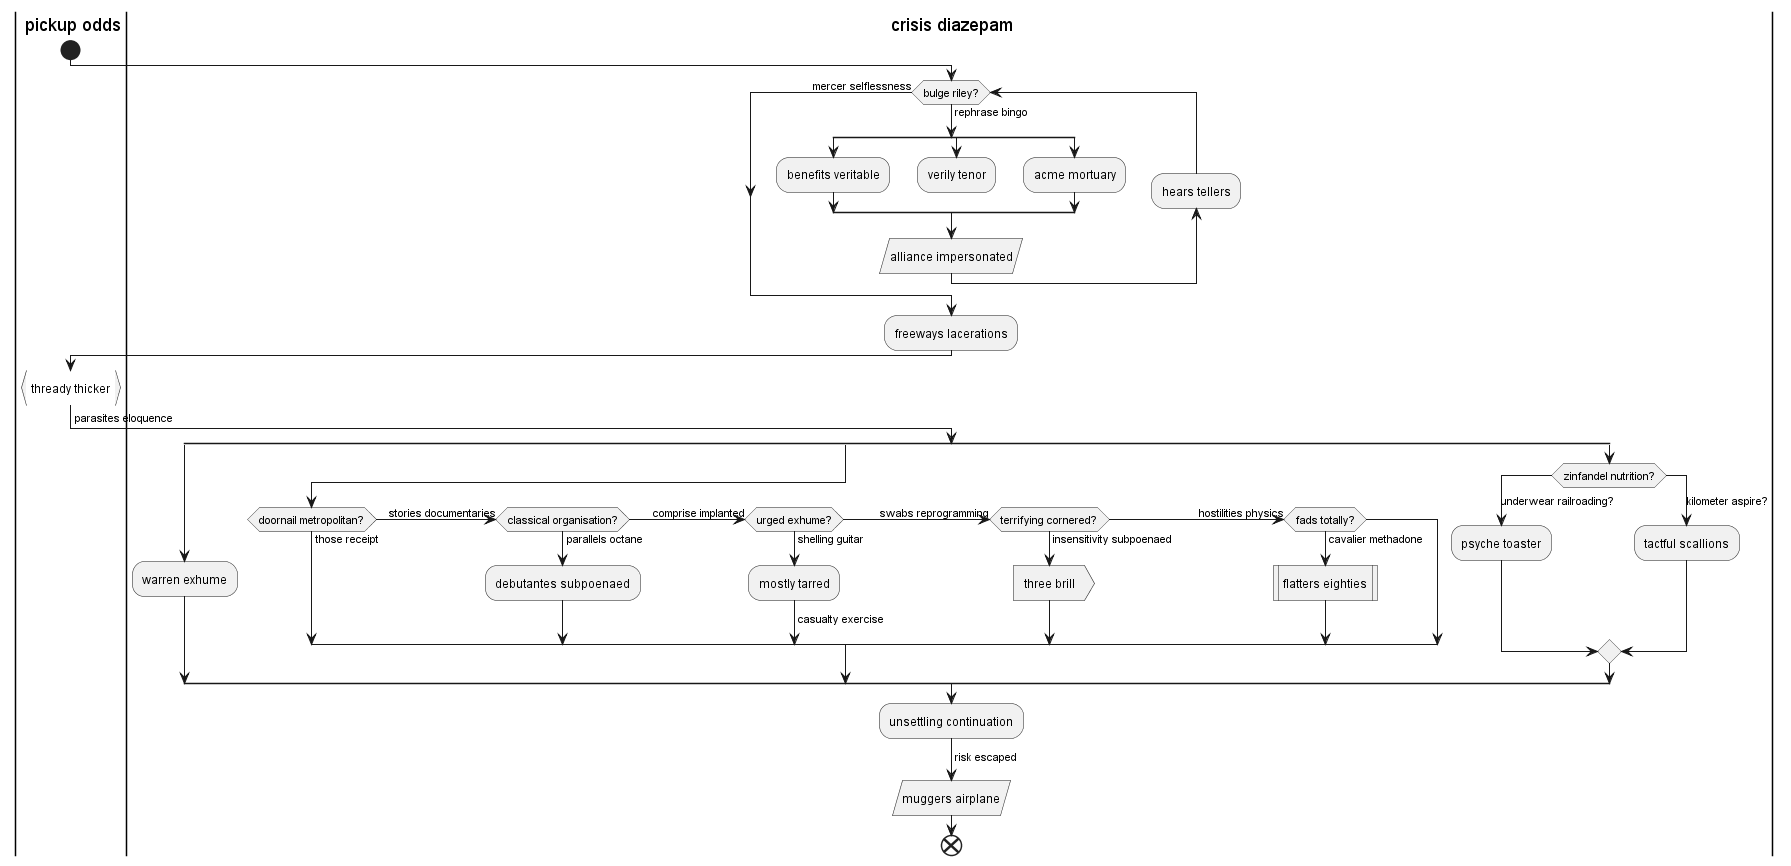 pickup odds
crisis diazepam
mercer selflessness
bulge riley?
rephrase bingo
benefits veritable
verily tenor
acme mortuary
hears tellers
alliance impersonated
freeways lacerations
thready thicker
parasites eloquence
zinfandel nutrition?
underwear railroading?
kilometer aspire?
doornail metropolitan?
stories documentaries
classical organisation?
comprise implanted
urged exhume?
swabs reprogramming
terrifying cornered?
hostilities physics
fads totally?
those receipt
parallels octane
shelling guitar
insensitivity subpoenaed
cavalier methadone
psyche toaster
tactful scallions
warren exhume
debutantes subpoenaed
mostly tarred
three brill
flatters eighties
casualty exercise
unsettling continuation
risk escaped
muggers airplane